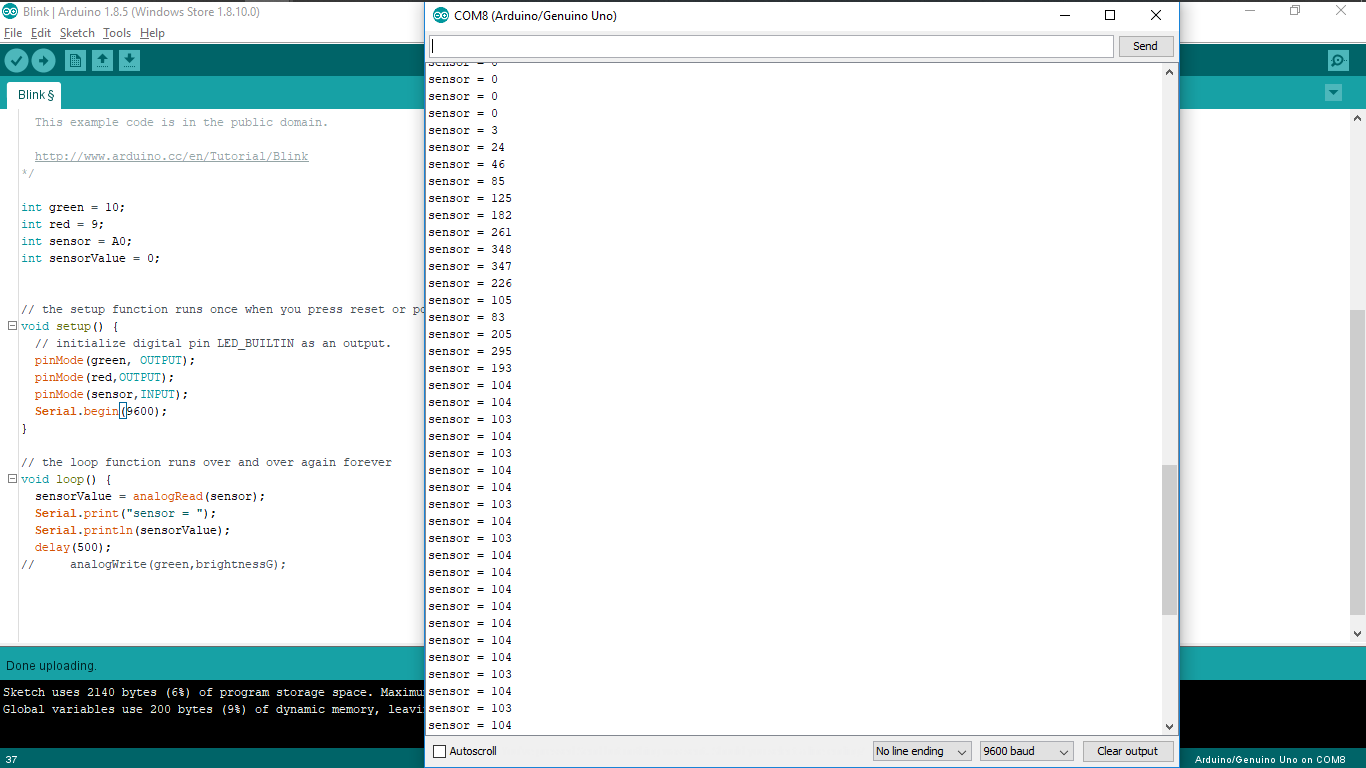 Blink | Arduino 1.8.5 (Windows Store 1.8.10.0)
File Edit Sketch Tools Help
Blink §
This example code is in the public domain.
http://www.arduino.cc/en/Tutorial/Blink
*/
int green = 10;
int red = 9;
int sensor = A0;
int sensorValue = 0;
// the setup function runs once when you press reset or
void setup() {
// initialize digital pin LED_BUILTIN as an output.
pinMode(green, OUTPUT);
pinMode(red,OUTPUT);
pinMode(sensor,INPUT);
Serial.begin(9600);
}
// the loop function runs over and over again forever
void loop() {
sensorValue = analogRead(sensor);
Serial.print("sensor = ");
Serial.println(sensorValue);
delay(500);
// analogWrite(green,brightnessG);
Done uploading.
Sketch uses 2140 bytes (6%) of program storage space.
Global variables use 200 bytes (9%) of dynamic memory,
37
COM8 (Arduino/Genuino Uno)
Send
sensor = 0
sensor = 0
sensor = 0
sensor = 0
sensor = 3
sensor = 24
sensor = 46
sensor = 85
sensor = 125
sensor = 182
sensor = 261
sensor = 348
sensor = 347
sensor = 226
sensor = 105
sensor = 83
sensor = 205
sensor = 295
sensor = 193
sensor = 104
sensor = 104
sensor = 103
sensor = 104
sensor = 103
sensor = 104
sensor = 104
sensor = 103
sensor = 104
sensor = 103
sensor = 104
sensor = 104
sensor = 104
sensor = 104
sensor = 104
sensor = 104
sensor = 104
sensor = 103
sensor = 104
sensor = 103
sensor = 104
Autoscroll
No line ending
9600 baud
Clear output
Arduino/Genuino Uno on COM8